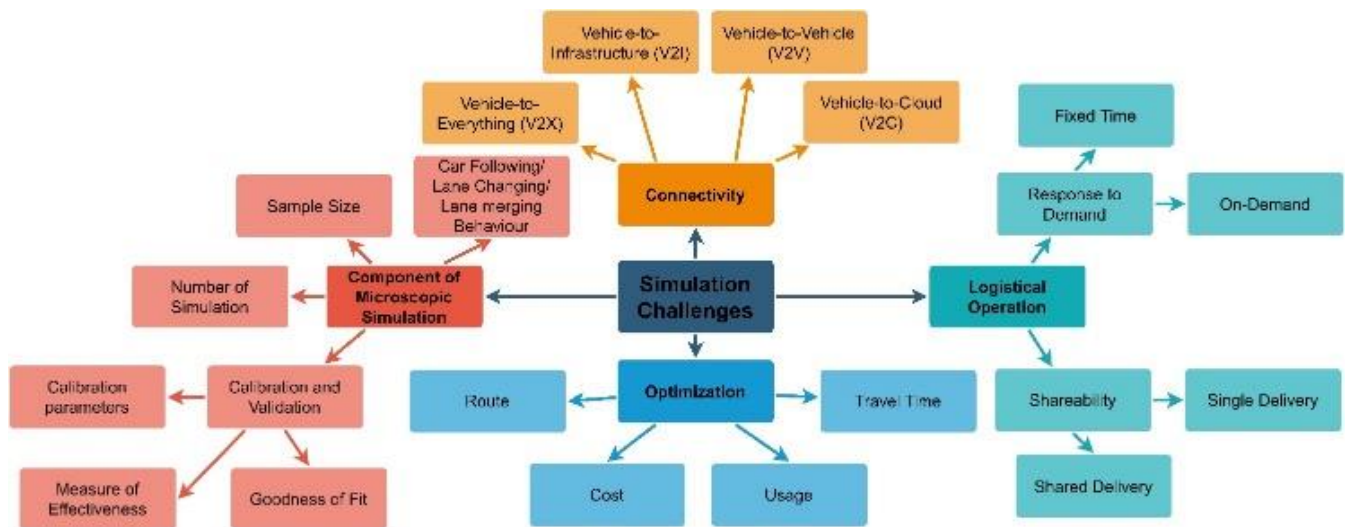 Vehicle-to-
Infrastructure (V2I)
Vehicle-to-Vehicle
(V2V)
Vehicle-to-
Everything (V2X)
Vehicle-to-Cloud
(V2C)
Fixed Time
Car Following/
Lane Changing/
Lane merging
Behaviour
Sample Size
Connectivity
Response to
Demand
On-Demand
Number of
Simulation
Component of
Microscopic
Simulation
Simulation
Challenges
Logistical
Operation
Calibration
parameters
Calibration and
Validation
Route
Optimization
Travel Time
Shareability
Single Delivery
Measure of
Effectiveness
Goodness of Fit
Cost
Usage
Shared Delivery